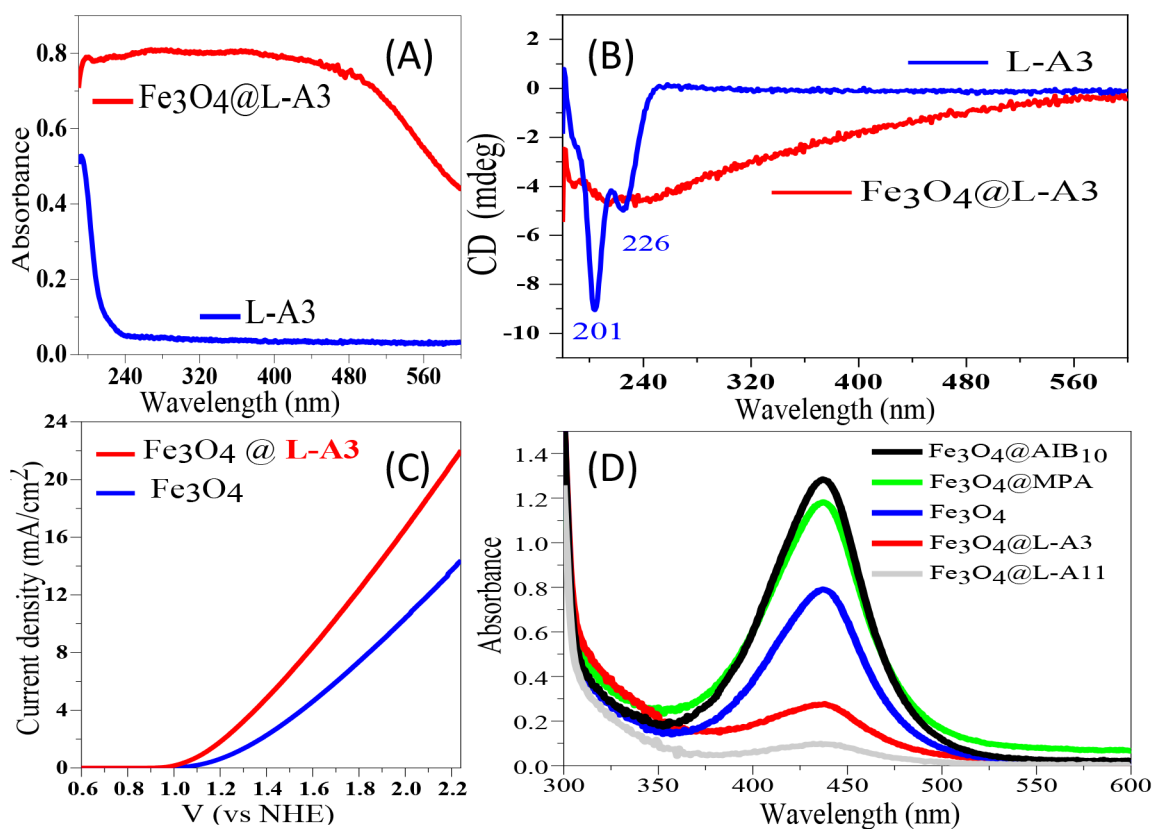 (A)
0.8
0.6
0.4
0.2
0.0
Absorbance
Fe₃O₄@L-A3
L-A3
240
320
400
480
560
Wavelength (nm)
(B)
2
0
-2
-4
-6
-8
-10
CD (mdeg)
L-A3
Fe₃O₄@L-A3
226
201
240
320
400
480
560
Wavelength (nm)
(C)
24
20
16
12
8
4
0
Current density (mA/cm²)
Fe₃O₄ @ L-A3
Fe₃O₄
0.6
0.8
1.0
1.2
1.4
1.6
1.8
2.0
2.2
V (vs NHE)
(D)
1.4
1.2
1.0
0.8
0.6
0.4
0.2
0.0
Absorbance
Fe₃O₄@AIB₁₀
Fe₃O₄@MPA
Fe₃O₄
Fe₃O₄@L-A3
Fe₃O₄@L-A11
300
350
400
450
500
550
600
Wavelength (nm)